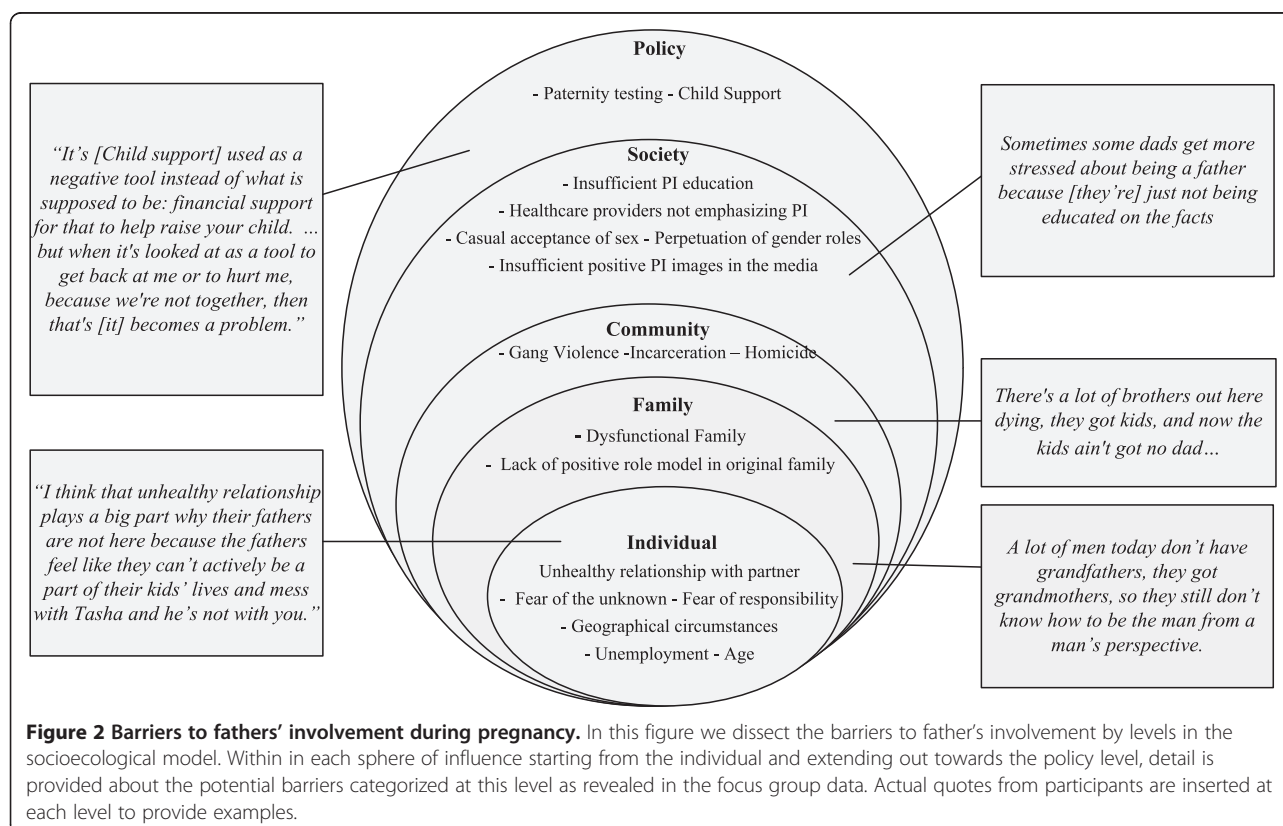 Policy
- Paternity testing - Child Support
Society
- Insufficient PI education
- Healthcare providers not emphasizing PI
- Casual acceptance of sex - Perpetuation of gender roles
- Insufficient positive PI images in the media
Community
- Gang Violence -Incarceration – Homicide
Family
- Dysfunctional Family
- Lack of positive role model in original family
Individual
Unhealthy relationship with partner
- Fear of the unknown - Fear of responsibility
- Geographical circumstances
- Unemployment - Age
“It’s [Child support] used as a
negative tool instead of what is
supposed to be: financial support
for that to help raise your child. ...
but when it's looked at as a tool to
get back at me or to hurt me,
because we're not together, then
that's [it] becomes a problem.”
“I think that unhealthy relationship
plays a big part why their fathers
are not here because the fathers
feel like they can’t actively be a
part of their kids’ lives and mess
with Tasha and he’s not with you.”
Sometimes some dads get more
stressed about being a father
because [they’re] just not being
educated on the facts
There's a lot of brothers out here
dying, they got kids, and now the
kids ain't got no dad…
A lot of men today don’t have
grandfathers, they got
grandmothers, so they still don’t
know how to be the man from a
man’s perspective.
Figure 2 Barriers to fathers’ involvement during pregnancy. In this figure we dissect the barriers to father’s involvement by levels in the
socioecological model. Within in each sphere of influence starting from the individual and extending out towards the policy level, detail is
provided about the potential barriers categorized at this level as revealed in the focus group data. Actual quotes from participants are inserted at
each level to provide examples.